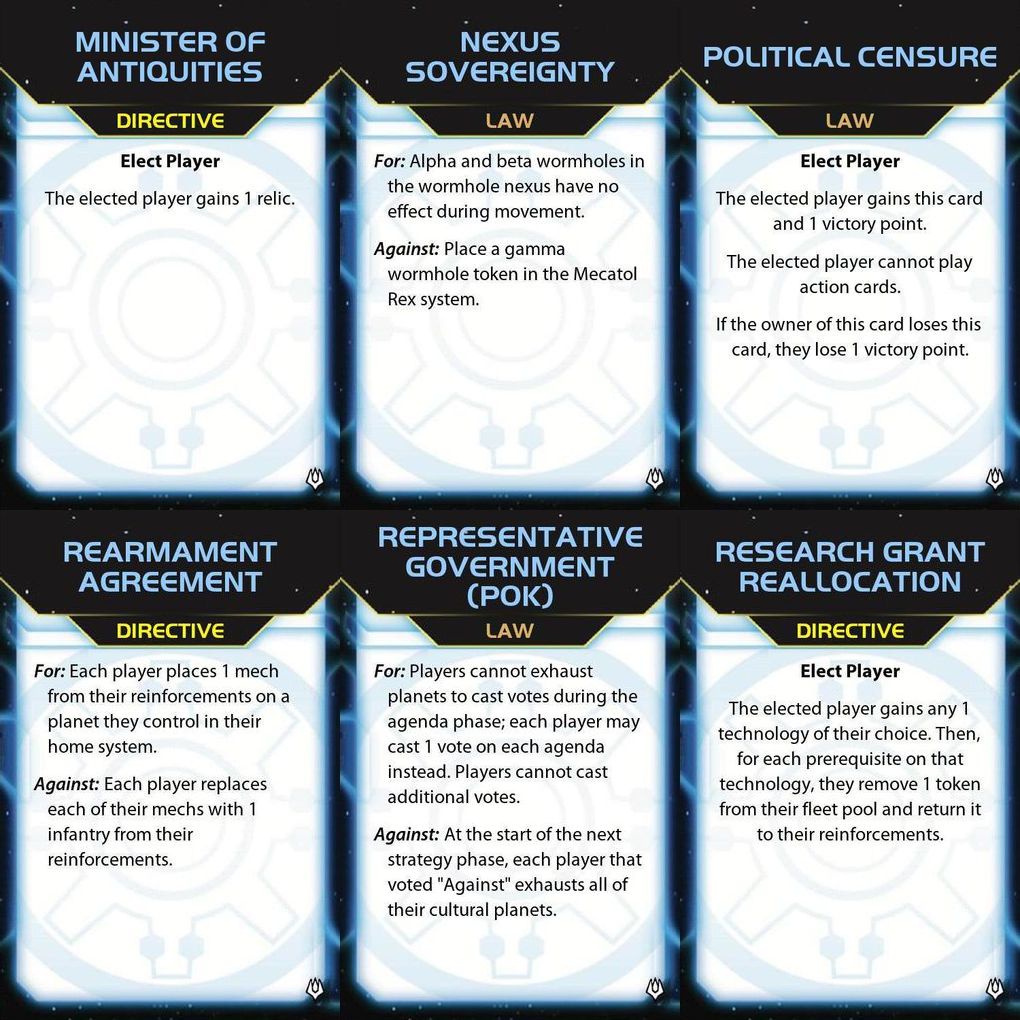 MINISTER OF
ANTIQUITIES
DIRECTIVE
Elect Player
The elected player gains 1 relic.
NEXUS
SOVEREIGNTY
LAW
For: Alpha and beta wormholes in
the wormhole nexus have no
effect during movement.
Against: Place a gamma
wormhole token in the Mecatol
Rex system.
POLITICAL CENSURE
LAW
Elect Player
The elected player gains this card
and 1 victory point.
The elected player cannot play
action cards.
If the owner of this card loses this
card, they lose 1 victory point.
REARMAMENT
AGREEMENT
DIRECTIVE
For: Each player places 1 mech
from their reinforcements on a
planet they control in their
home system.
Against: Each player replaces
each of their mechs with 1
infantry from their
reinforcements.
REPRESENTATIVE
GOVERNMENT
(POK)
LAW
For: Players cannot exhaust
planets to cast votes during the
agenda phase; each player may
cast 1 vote on each agenda
instead. Players cannot cast
additional votes.
Against: At the start of the next
strategy phase, each player that
voted "Against" exhausts all of
their cultural planets.
RESEARCH GRANT
REALLOCATION
DIRECTIVE
Elect Player
The elected player gains any 1
technology of their choice. Then,
for each prerequisite on that
technology, they remove 1 token
from their fleet pool and return it
to their reinforcements.